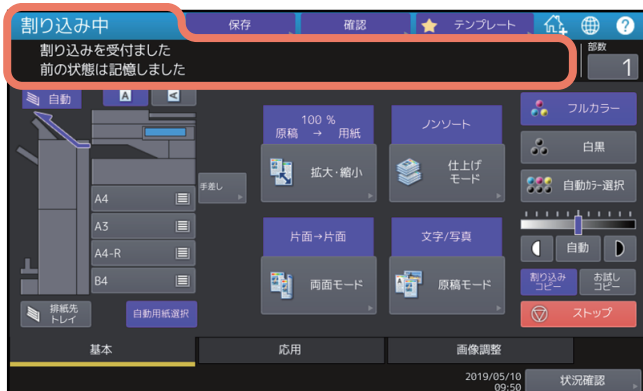 割り込み中
保存
確認
テンプレート
?
割り込みを受付ました
前の状態は記憶しました
部数
1
自動
A
A
100 %
原稿 → 用紙
拡大・縮小
ノンソート
仕上げ
モード
フルカラー
白黒
自動カラー選択
手差し
A4
A3
A4-R
B4
片面→片面
両面モード
文字/写真
原稿モード
自動
割り込み
コピー
お試し
コピー
排紙先
トレイ
自動用紙選択
ストップ
基本
応用
画像調整
2019/05/10
09:50
状況確認